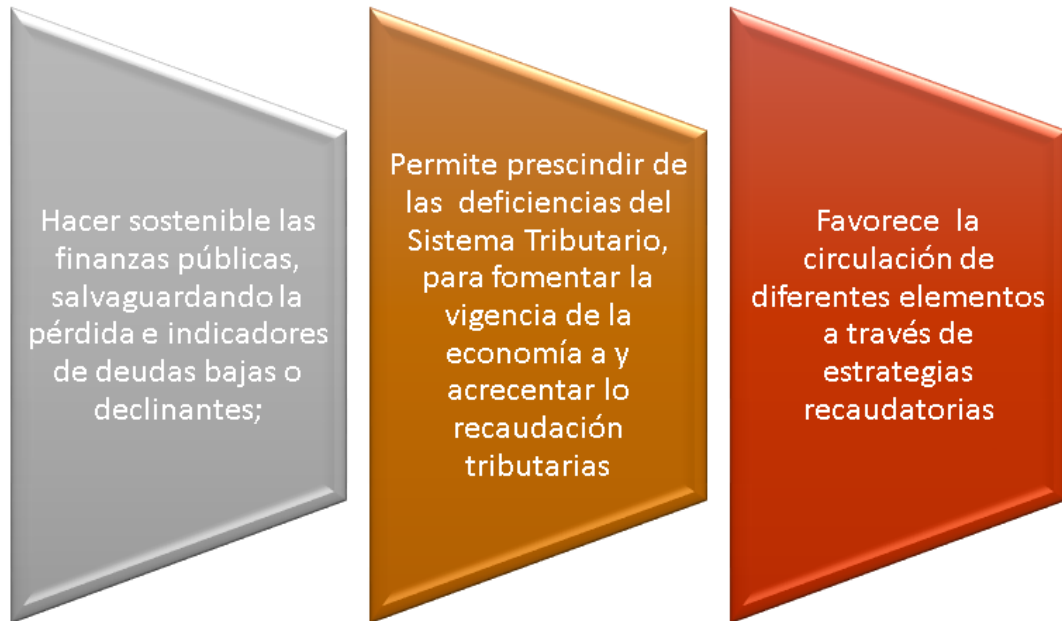 Hacer sostenible las
finanzas públicas,
salvaguardando la
pérdida e indicadores
de deudas bajas o
declinantes;
Permite prescindir de
las  deficiencias del
Sistema Tributario,
para fomentar la
vigencia de la
economía a y
acrecentar lo
recaudación
tributarias
Favorece  la
circulación de
diferentes elementos
a través de
estrategias
recaudatorias